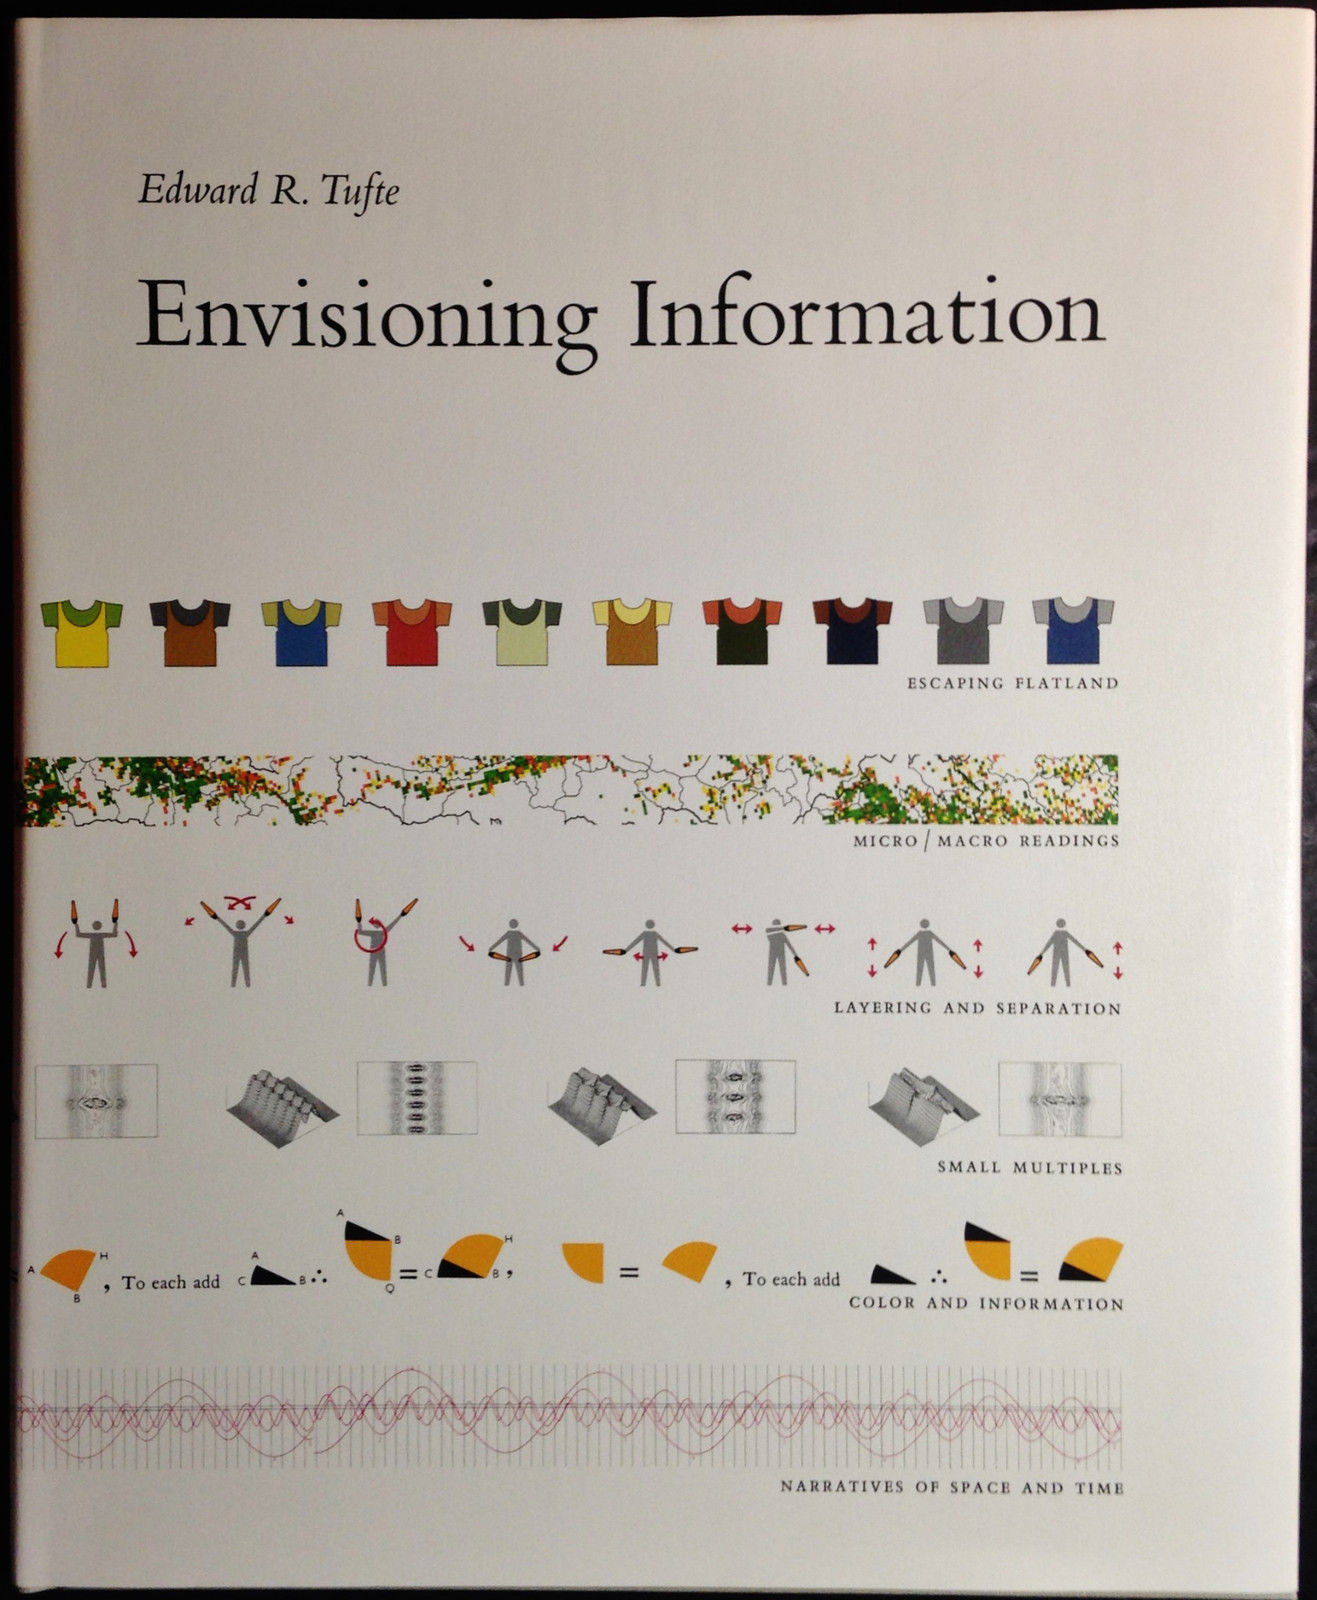 Edward R. Tufte
Envisioning Information
ESCAPING FLATLAND
MICRO/MACRO READINGS
LAYERING AND SEPARATION
SMALL MULTIPLES
A H B , To each add A C B ∴ A B Q = C H B , = , To each add ∴ =
COLOR AND INFORMATION
NARRATIVES OF SPACE AND TIME